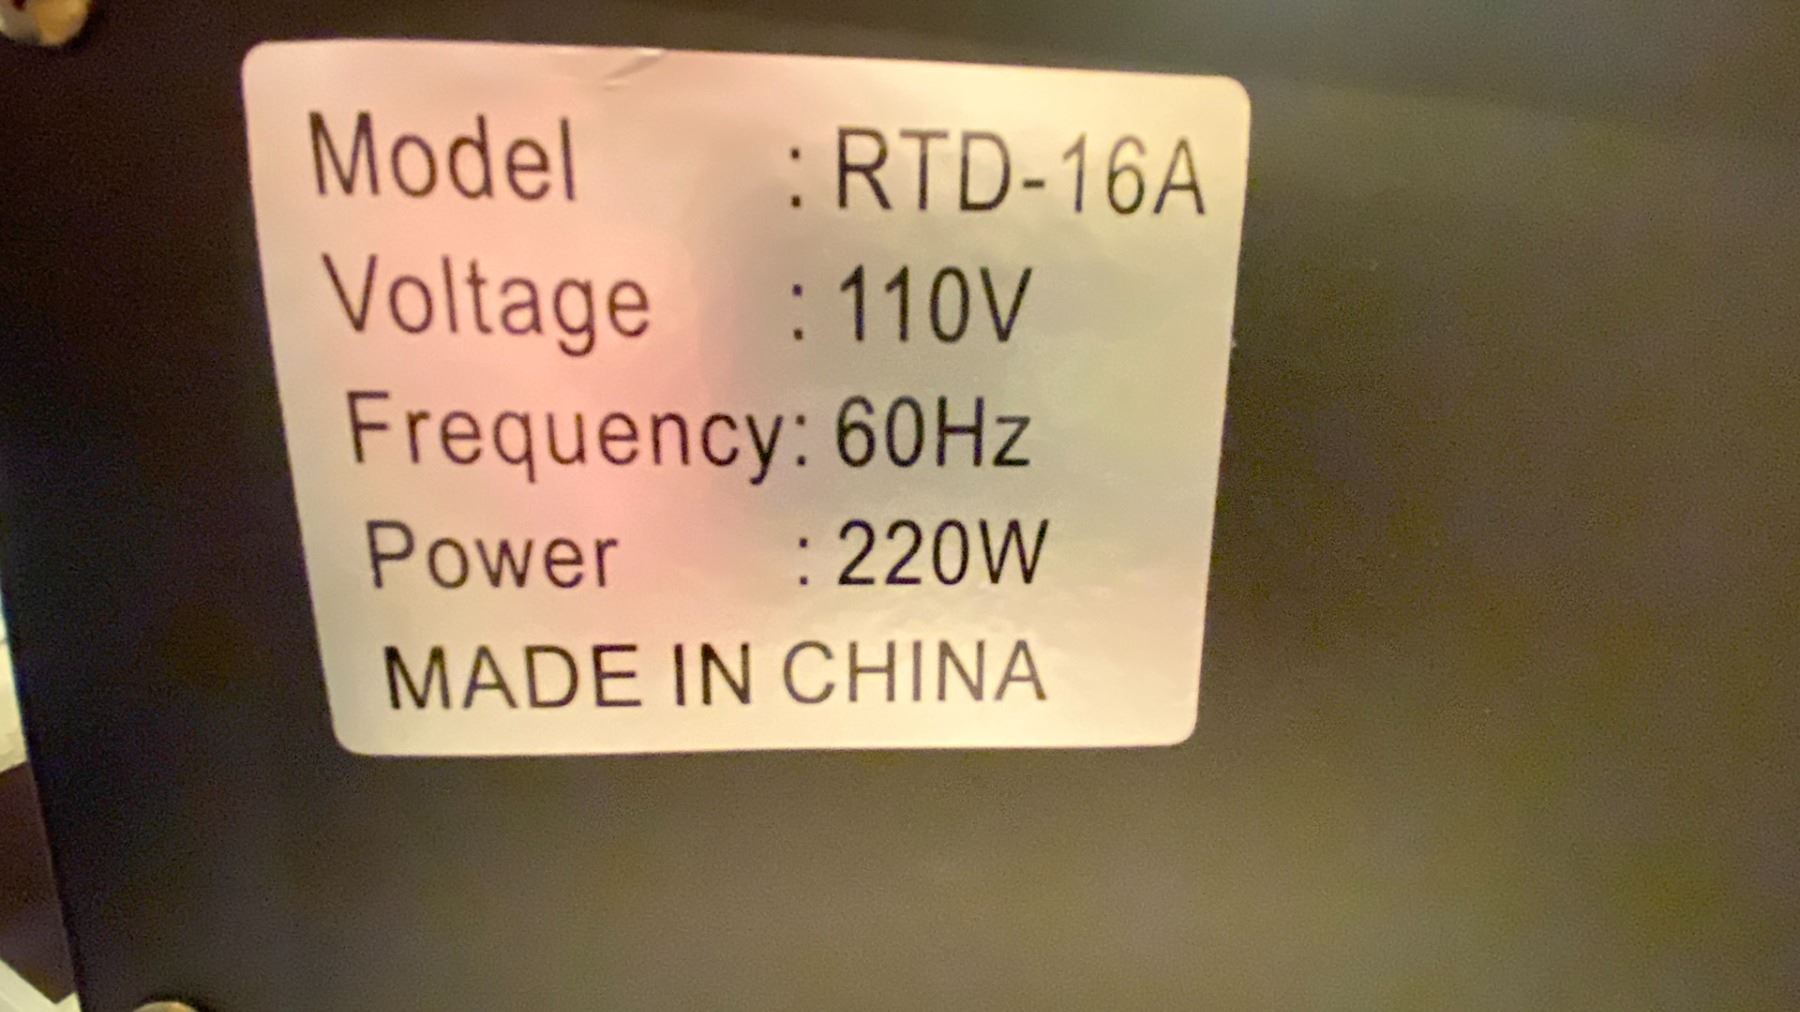 Model : RTD-16A
Voltage : 110V
Frequency: 60Hz
Power : 220W
MADE IN CHINA